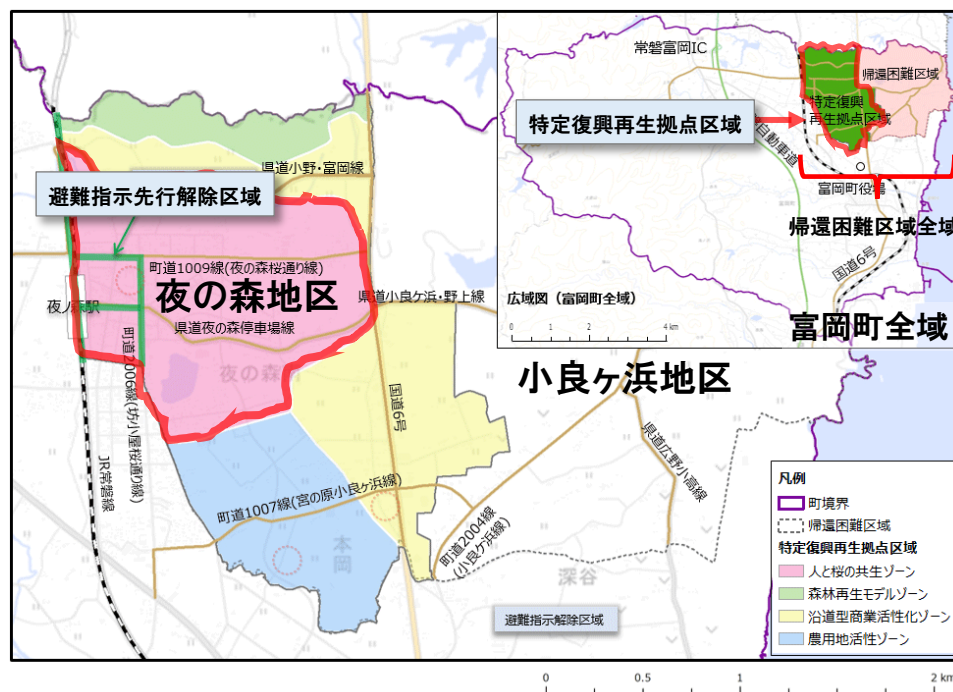 常磐富岡IC
帰還困難区域
特定復興
再生拠点区域
特定復興再生拠点区域
自動車道
富岡町役場
帰還困難区域全域
国道6号
広域図（富岡町全域）
0 1 2 4 km
富岡町全域
県道小野・富岡線
避難指示先行解除区域
町道1009線(夜の森桜通り線)
夜の森地区
夜ノ森駅
県道小良ケ浜・野上線
県道夜の森停車場線
夜の森
小良ヶ浜地区
町道2006線(坊小屋桜通り線)
国道6号
JR常磐線
県道広野小高線
町道1007線(宮の原小良ケ浜線)
本岡
町道2004線
(小良ケ浜線)
深谷
避難指示解除区域
凡例
町境界
帰還困難区域
特定復興再生拠点区域
人と桜の共生ゾーン
森林再生モデルゾーン
沿道型商業活性化ゾーン
農用地活性ゾーン
0 0.5 1 2 km